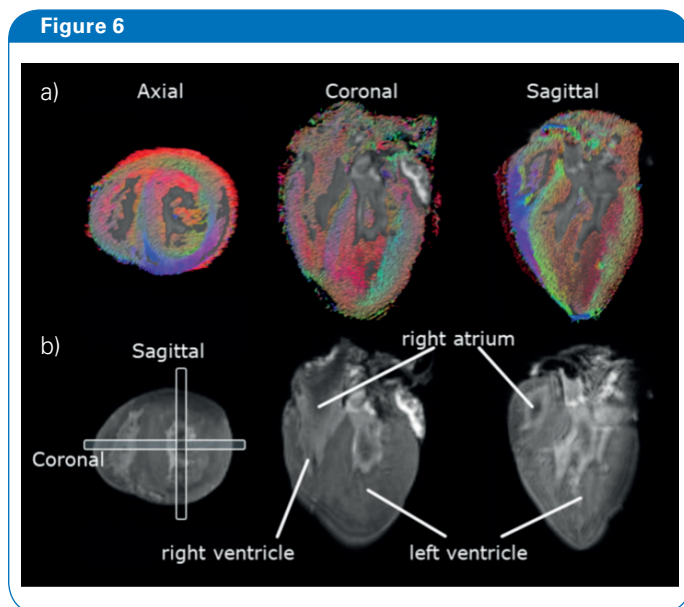 Figure 6
a)
Axial
Coronal
Sagittal
b)
Sagittal
right atrium
Coronal
right ventricle
left ventricle